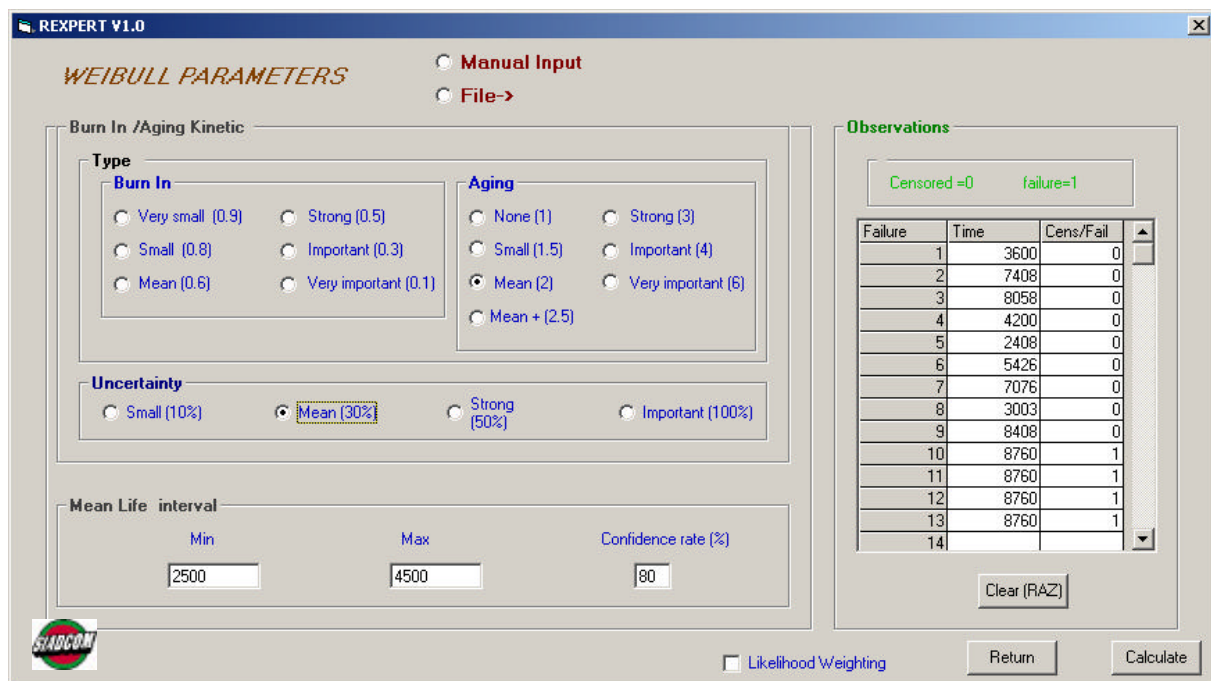 REXPERT V1.0
WEIBULL PARAMETERS
Manual Input
File->
Burn In /Aging Kinetic
Type
Burn In
Very small (0.9)
Strong (0.5)
Small (0.8)
Important (0.3)
Mean (0.6)
Very important (0.1)
Aging
None (1)
Strong (3)
Small (1.5)
Important (4)
Mean (2)
Very important (6)
Mean + (2.5)
Uncertainty
Small (10%)
Mean (30%)
Strong
(50%)
Important (100%)
Mean Life interval
Min
Max
Confidence rate (%)
2500
4500
80
Observations
Censored =0 failure=1
Failure Time Cens/Fail
1 3600 0
2 7408 0
3 8058 0
4 4200 0
5 2408 0
6 5426 0
7 7076 0
8 3003 0
9 8408 0
10 8760 1
11 8760 1
12 8760 1
13 8760 1
14
Clear (RAZ)
SLADCOM
Likelihood Weighting
Return
Calculate